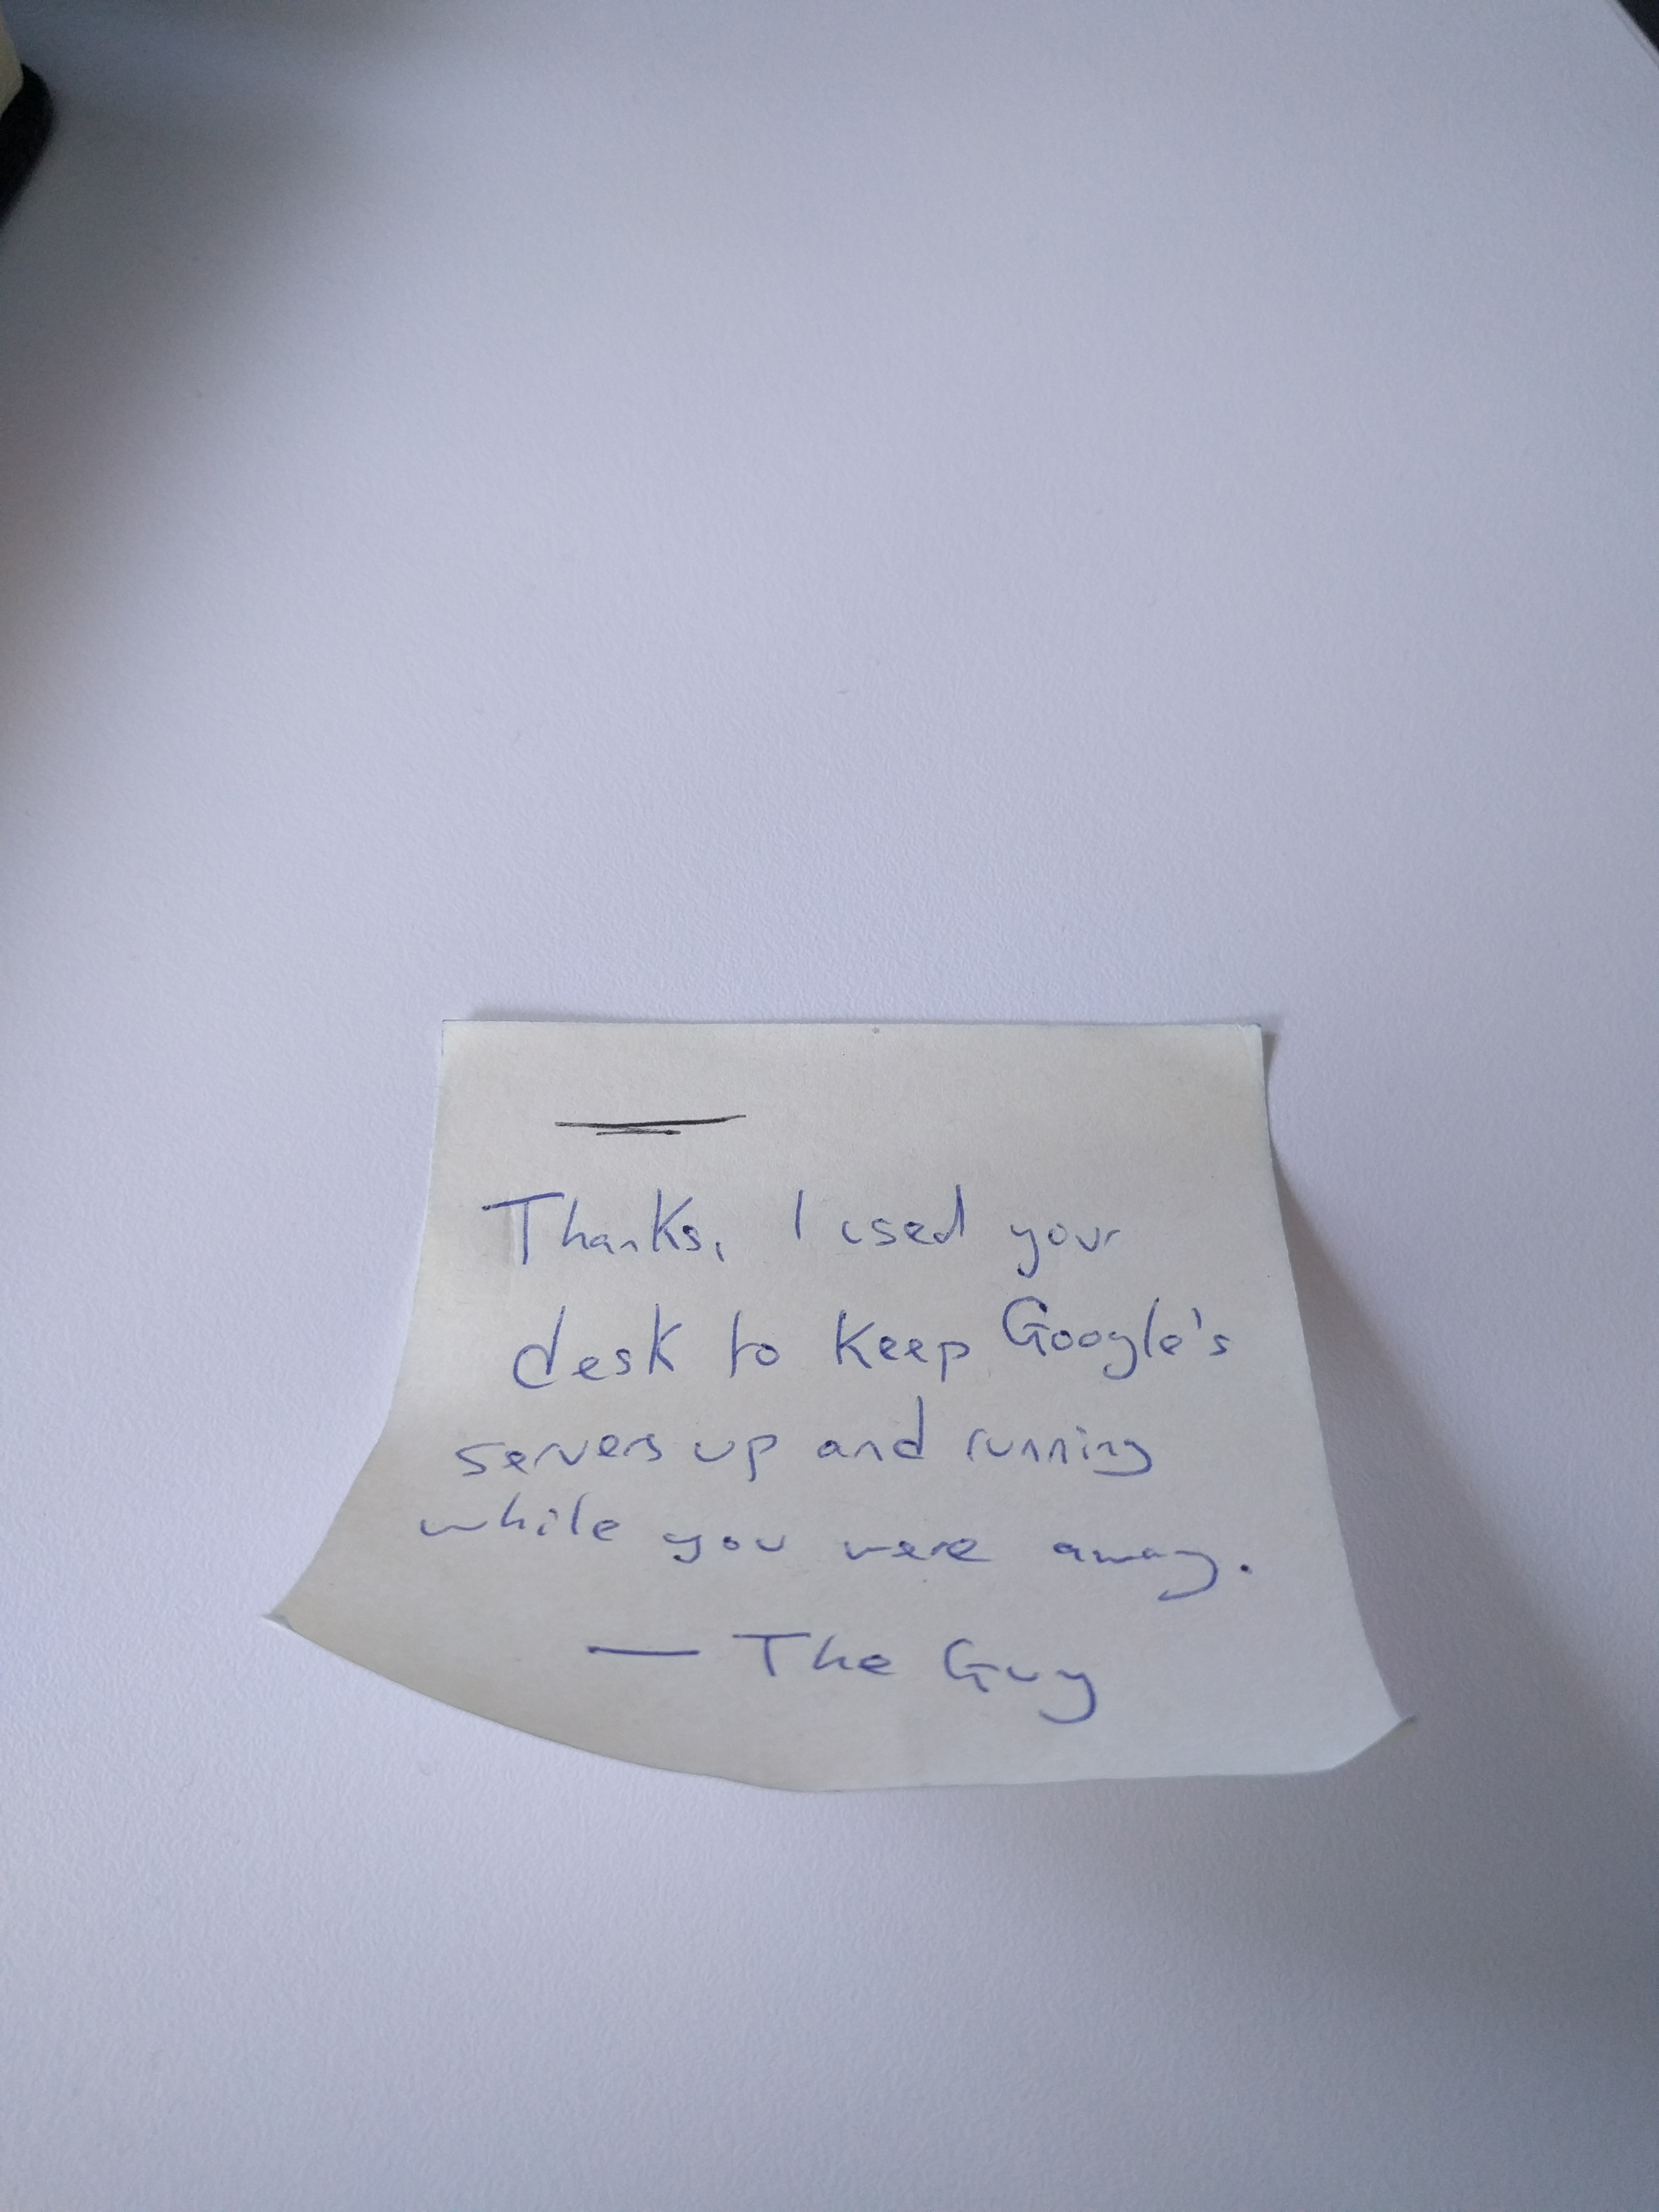 Thanks, I used your
desk to keep Google's
servers up and running
while you were away.
— The Guy